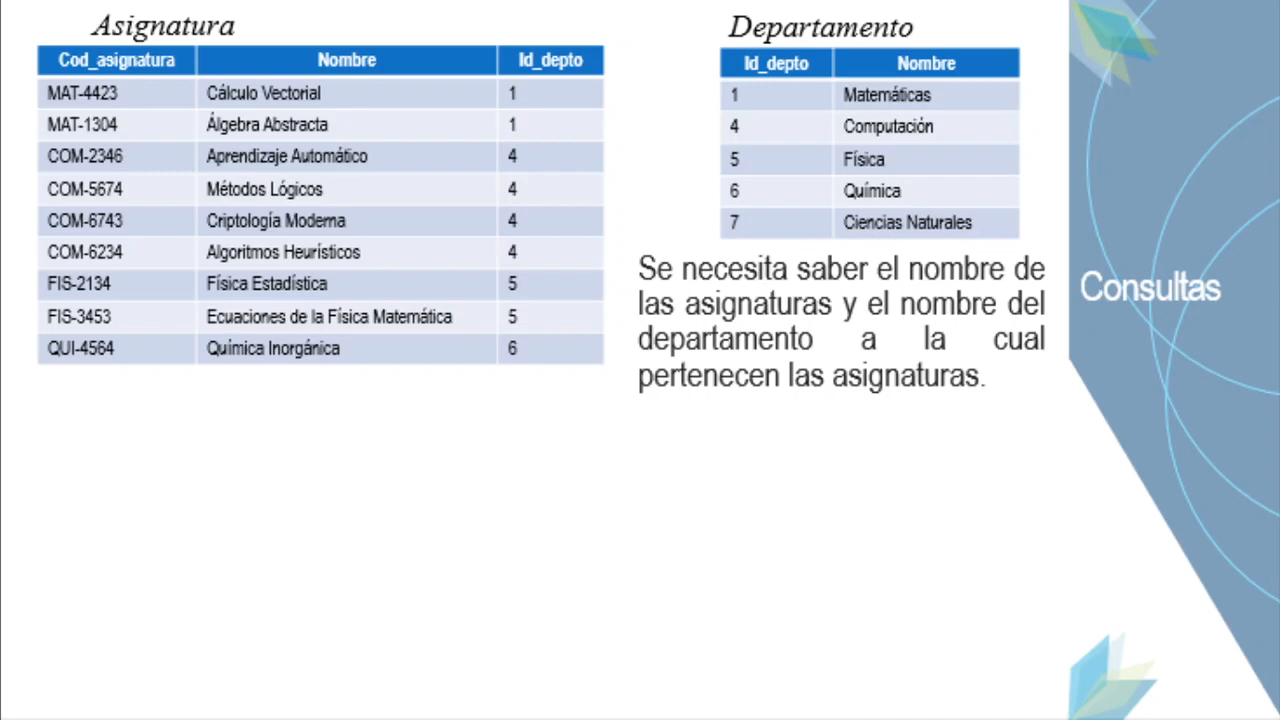 Asignatura
Cod_asignatura Nombre Id_depto
MAT-4423 Cálculo Vectorial 1
MAT-1304 Álgebra Abstracta 1
COM-2346 Aprendizaje Automático 4
COM-5674 Métodos Lógicos 4
COM-6743 Criptología Moderna 4
COM-6234 Algoritmos Heurísticos 4
FIS-2134 Física Estadística 5
FIS-3453 Ecuaciones de la Física Matemática 5
QUI-4564 Química Inorgánica 6
Departamento
Id_depto Nombre
1 Matemáticas
4 Computación
5 Física
6 Química
7 Ciencias Naturales
Se necesita saber el nombre de
las asignaturas y el nombre del
departamento a la cual
pertenecen las asignaturas.
Consultas